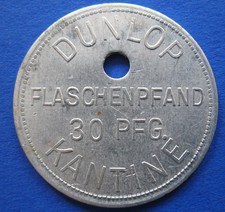 DUNLOP
FLASCHENPFAND
30 PFG.
KANTINE